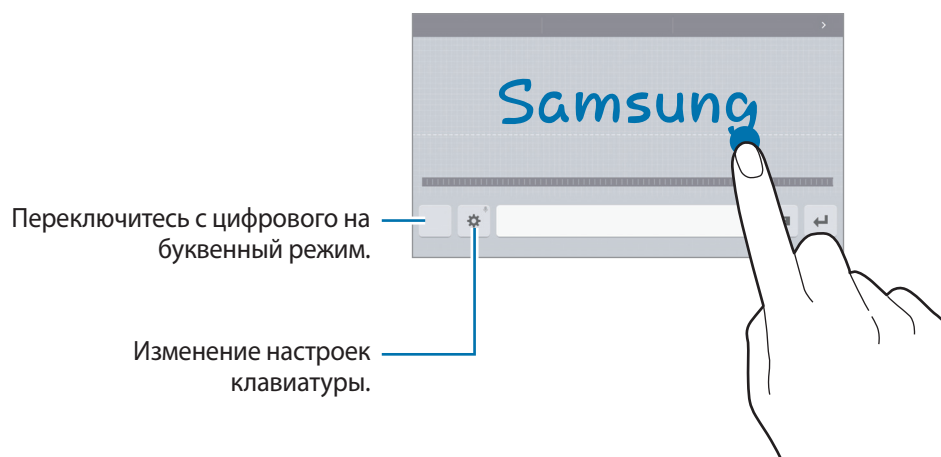 Samsung
Переключитесь с цифрового на
буквенный режим.
Изменение настроек
клавиатуры.